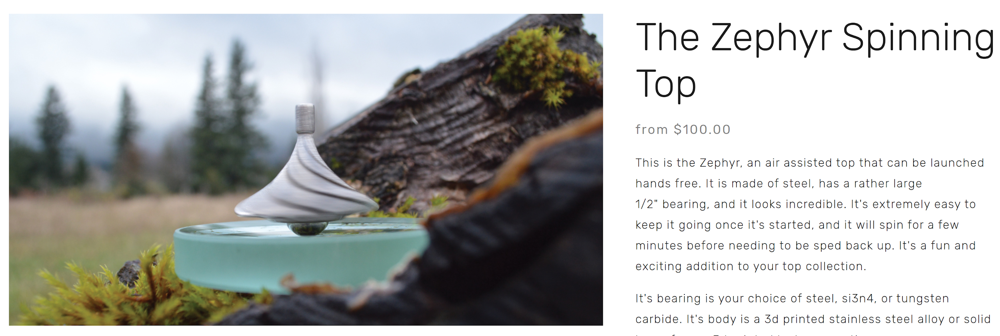 The Zephyr Spinning
Top
from $100.00
This is the Zephyr, an air assisted top that can be launched
hands free. It is made of steel, has a rather large
1/2" bearing, and it looks incredible. It's extremely easy to
keep it going once it's started, and it will spin for a few
minutes before needing to be sped back up. It's a fun and
exciting addition to your top collection.
It's bearing is your choice of steel, si3n4, or tungsten
carbide. It's body is a 3d printed stainless steel alloy or solid